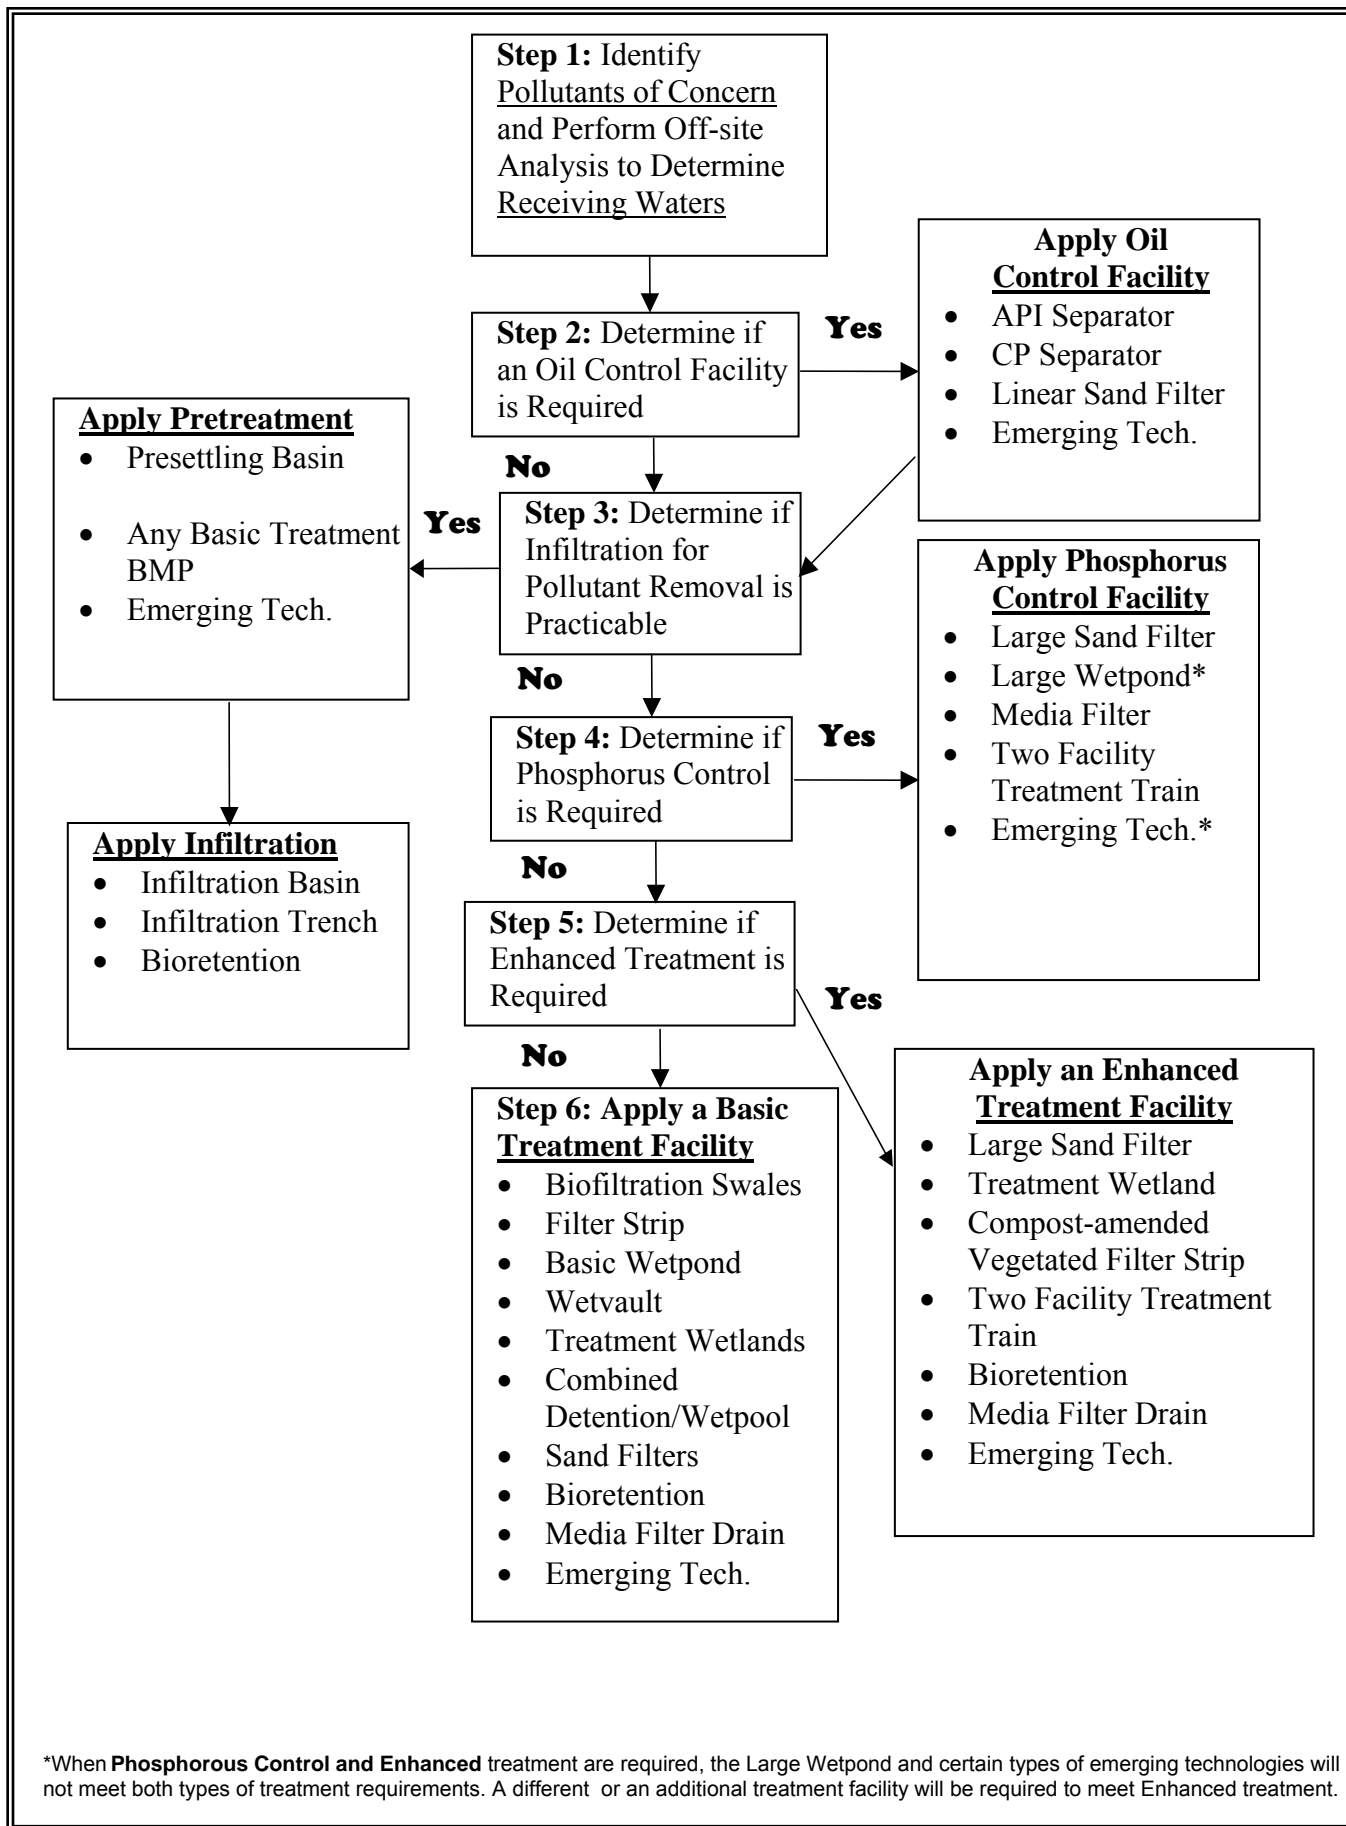 Step 1: Identify
Pollutants of Concern
and Perform Off-site
Analysis to Determine
Receiving Waters
Apply Oil
Control Facility
• API Separator
• CP Separator
• Linear Sand Filter
• Emerging Tech.
Yes
Step 2: Determine if
an Oil Control Facility
is Required
No
Apply Pretreatment
• Presettling Basin
• Any Basic Treatment
BMP
• Emerging Tech.
Yes
Step 3: Determine if
Infiltration for
Pollutant Removal is
Practicable
No
Apply Phosphorus
Control Facility
• Large Sand Filter
• Large Wetpond*
• Media Filter
• Two Facility
Treatment Train
• Emerging Tech.*
Yes
Step 4: Determine if
Phosphorus Control
is Required
No
Apply Infiltration
• Infiltration Basin
• Infiltration Trench
• Bioretention
Step 5: Determine if
Enhanced Treatment is
Required
Yes
No
Apply an Enhanced
Treatment Facility
• Large Sand Filter
• Treatment Wetland
• Compost-amended
Vegetated Filter Strip
• Two Facility Treatment
Train
• Bioretention
• Media Filter Drain
• Emerging Tech.
Step 6: Apply a Basic
Treatment Facility
• Biofiltration Swales
• Filter Strip
• Basic Wetpond
• Wetvault
• Treatment Wetlands
• Combined
Detention/Wetpool
• Sand Filters
• Bioretention
• Media Filter Drain
• Emerging Tech.
*When Phosphorous Control and Enhanced treatment are required, the Large Wetpond and certain types of emerging technologies will
not meet both types of treatment requirements. A different or an additional treatment facility will be required to meet Enhanced treatment.